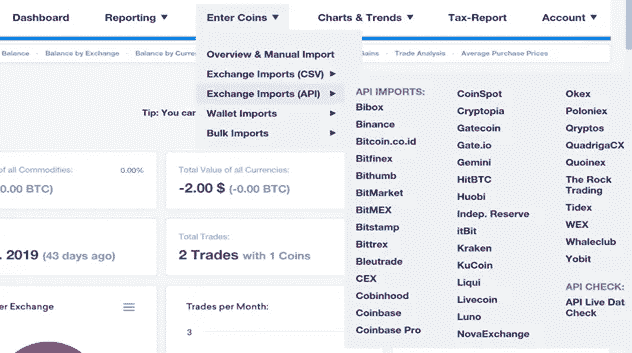 Dashboard
Reporting ▼
Enter Coins ▼
Charts & Trends ▼
Tax-Report
Account ▼
Balance · Balance by Exchange · Balance by Curre
ains · Trade Analysis · Average Purchase Prices
Overview & Manual Import
Exchange Imports (CSV) ▶
Exchange Imports (API) ▶
Wallet Imports ▶
Bulk Imports ▶
Tip: You car
API IMPORTS:
Bibox
Binance
Bitcoin.co.id
Bitfinex
Bithumb
BitMarket
BitMEX
Bitstamp
Bittrex
Bleutrade
CEX
Cobinhood
Coinbase
Coinbase Pro
CoinSpot
Cryptopia
Gatecoin
Gate.io
Gemini
HitBTC
Huobi
Indep. Reserve
itBit
Kraken
KuCoin
Liqui
Livecoin
Luno
NovaExchange
Okex
Poloniex
Qryptos
QuadrigaCX
Quoinex
The Rock
Trading
Tidex
WEX
Whaleclub
Yobit
API CHECK:
API Live Dat
Check
of all Commodities:
0.00%
0.00 BTC)
Total Value of all Currencies:
-2.00 $ (-0.00 BTC)
. 2019 (43 days ago)
Total Trades:
2 Trades with 1 Coins
er Exchange
Trades per Month:
3